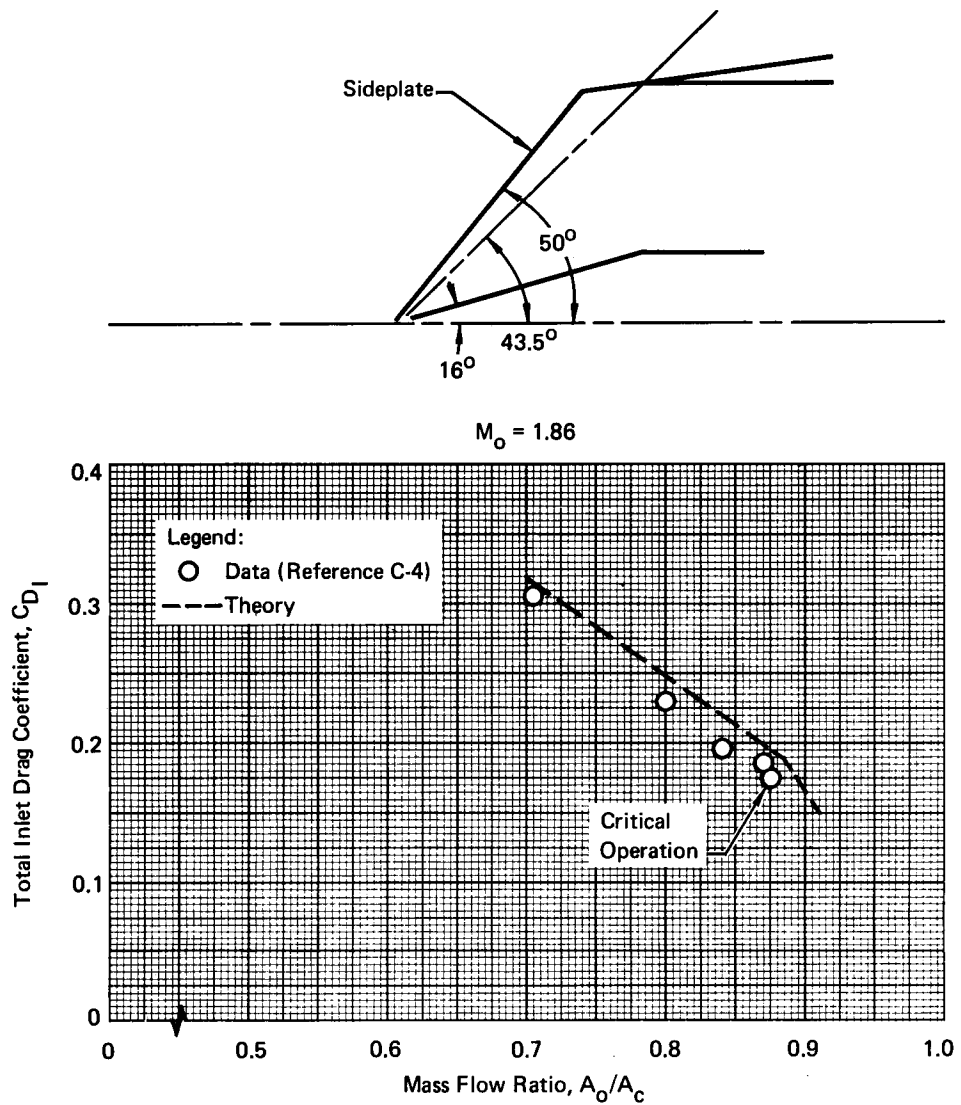 Sideplate
50°
43.5°
16°
M₀ = 1.86
Total Inlet Drag Coefficient, C_D_I
0.4
0.3
0.2
0.1
0
Legend:
Data (Reference C-4)
Theory
Critical
Operation
0
0.5
0.6
0.7
0.8
0.9
1.0
Mass Flow Ratio, A_o/A_c